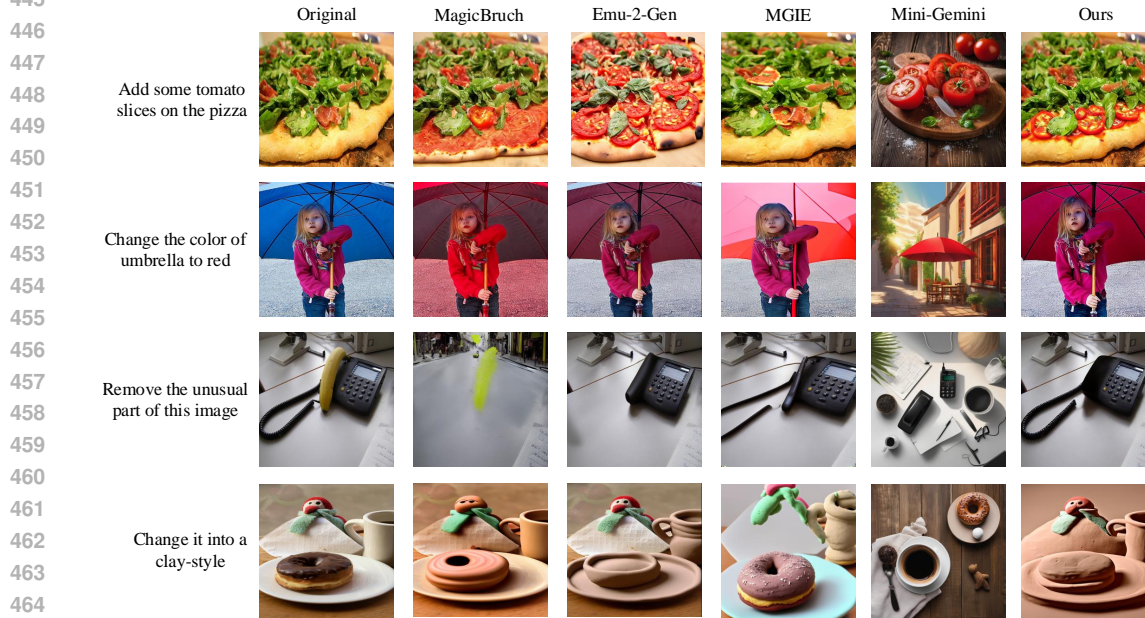 445
Original MagicBruch Emu-2-Gen MGIE Mini-Gemini Ours
446
447
448
449
450
Add some tomato
slices on the pizza
451
452
453
454
455
Change the color of
umbrella to red
456
457
458
459
Remove the unusual
part of this image
460
461
462
463
464
Change it into a
clay-style